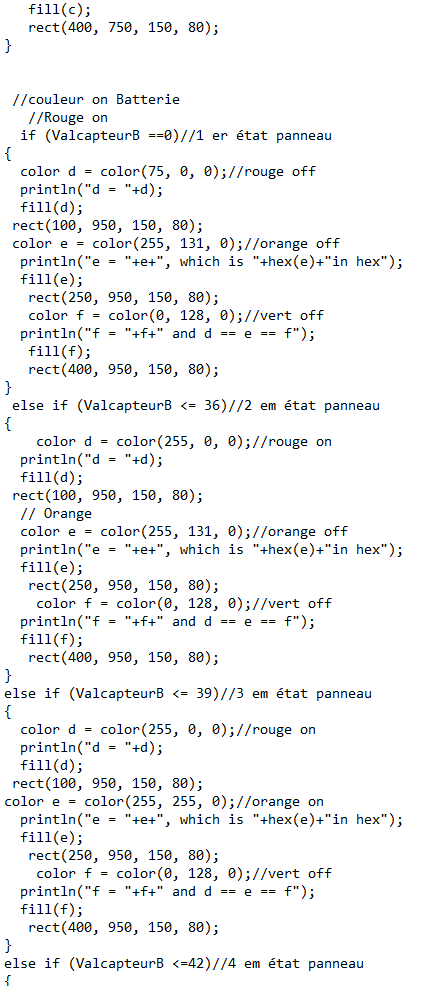 fill(c);
rect(400, 750, 150, 80);
}
//couleur on Batterie
//Rouge on
if (ValcapteurB ==0)//1 er état panneau
{
color d = color(75, 0, 0);//rouge off
println("d = "+d);
fill(d);
rect(100, 950, 150, 80);
color e = color(255, 131, 0);//orange off
println("e = "+e+", which is "+hex(e)+"in hex");
fill(e);
rect(250, 950, 150, 80);
color f = color(0, 128, 0);//vert off
println("f = "+f+" and d == e == f");
fill(f);
rect(400, 950, 150, 80);
}
else if (ValcapteurB <= 36)//2 em état panneau
{
color d = color(255, 0, 0);//rouge on
println("d = "+d);
fill(d);
rect(100, 950, 150, 80);
// Orange
color e = color(255, 131, 0);//orange off
println("e = "+e+", which is "+hex(e)+"in hex");
fill(e);
rect(250, 950, 150, 80);
color f = color(0, 128, 0);//vert off
println("f = "+f+" and d == e == f");
fill(f);
rect(400, 950, 150, 80);
}
else if (ValcapteurB <= 39)//3 em état panneau
{
color d = color(255, 0, 0);//rouge on
println("d = "+d);
fill(d);
rect(100, 950, 150, 80);
color e = color(255, 255, 0);//orange on
println("e = "+e+", which is "+hex(e)+"in hex");
fill(e);
rect(250, 950, 150, 80);
color f = color(0, 128, 0);//vert off
println("f = "+f+" and d == e == f");
fill(f);
rect(400, 950, 150, 80);
}
else if (ValcapteurB <=42)//4 em état panneau
{